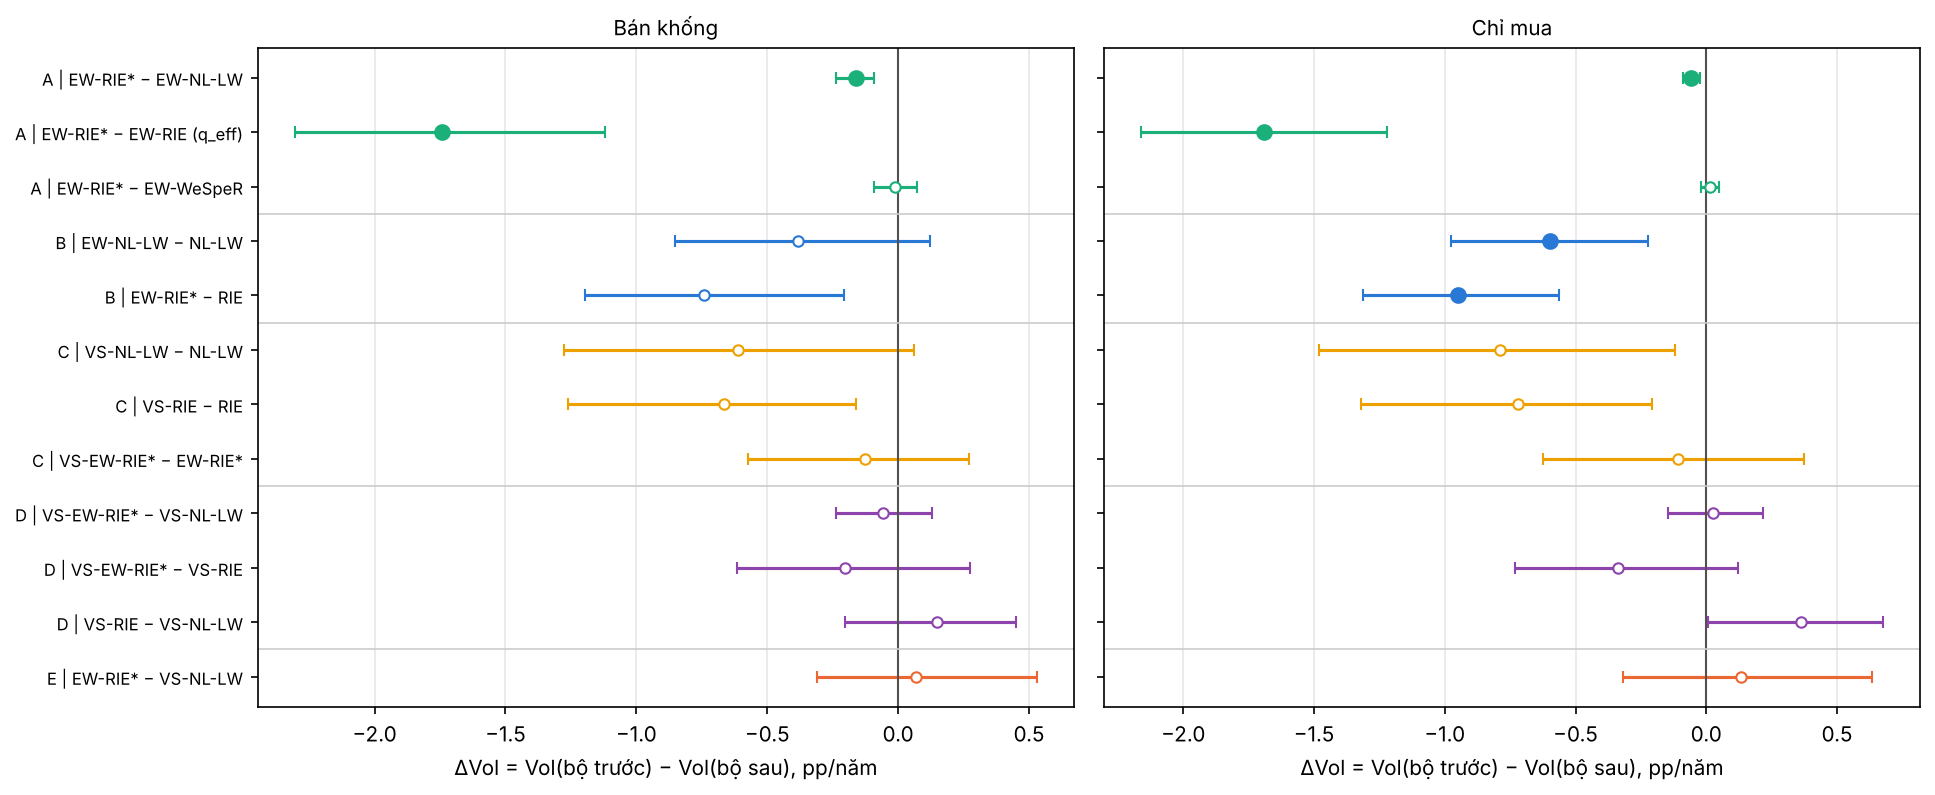 Bán khống
Chỉ mua
A | EW-RIE* − EW-NL-LW
A | EW-RIE* − EW-RIE (q_eff)
A | EW-RIE* − EW-WeSpeR
B | EW-NL-LW − NL-LW
B | EW-RIE* − RIE
C | VS-NL-LW − NL-LW
C | VS-RIE − RIE
C | VS-EW-RIE* − EW-RIE*
D | VS-EW-RIE* − VS-NL-LW
D | VS-EW-RIE* − VS-RIE
D | VS-RIE − VS-NL-LW
E | EW-RIE* − VS-NL-LW
−2.0 −1.5 −1.0 −0.5 0.0 0.5
−2.0 −1.5 −1.0 −0.5 0.0 0.5
ΔVol = Vol(bộ trước) − Vol(bộ sau), pp/năm
ΔVol = Vol(bộ trước) − Vol(bộ sau), pp/năm